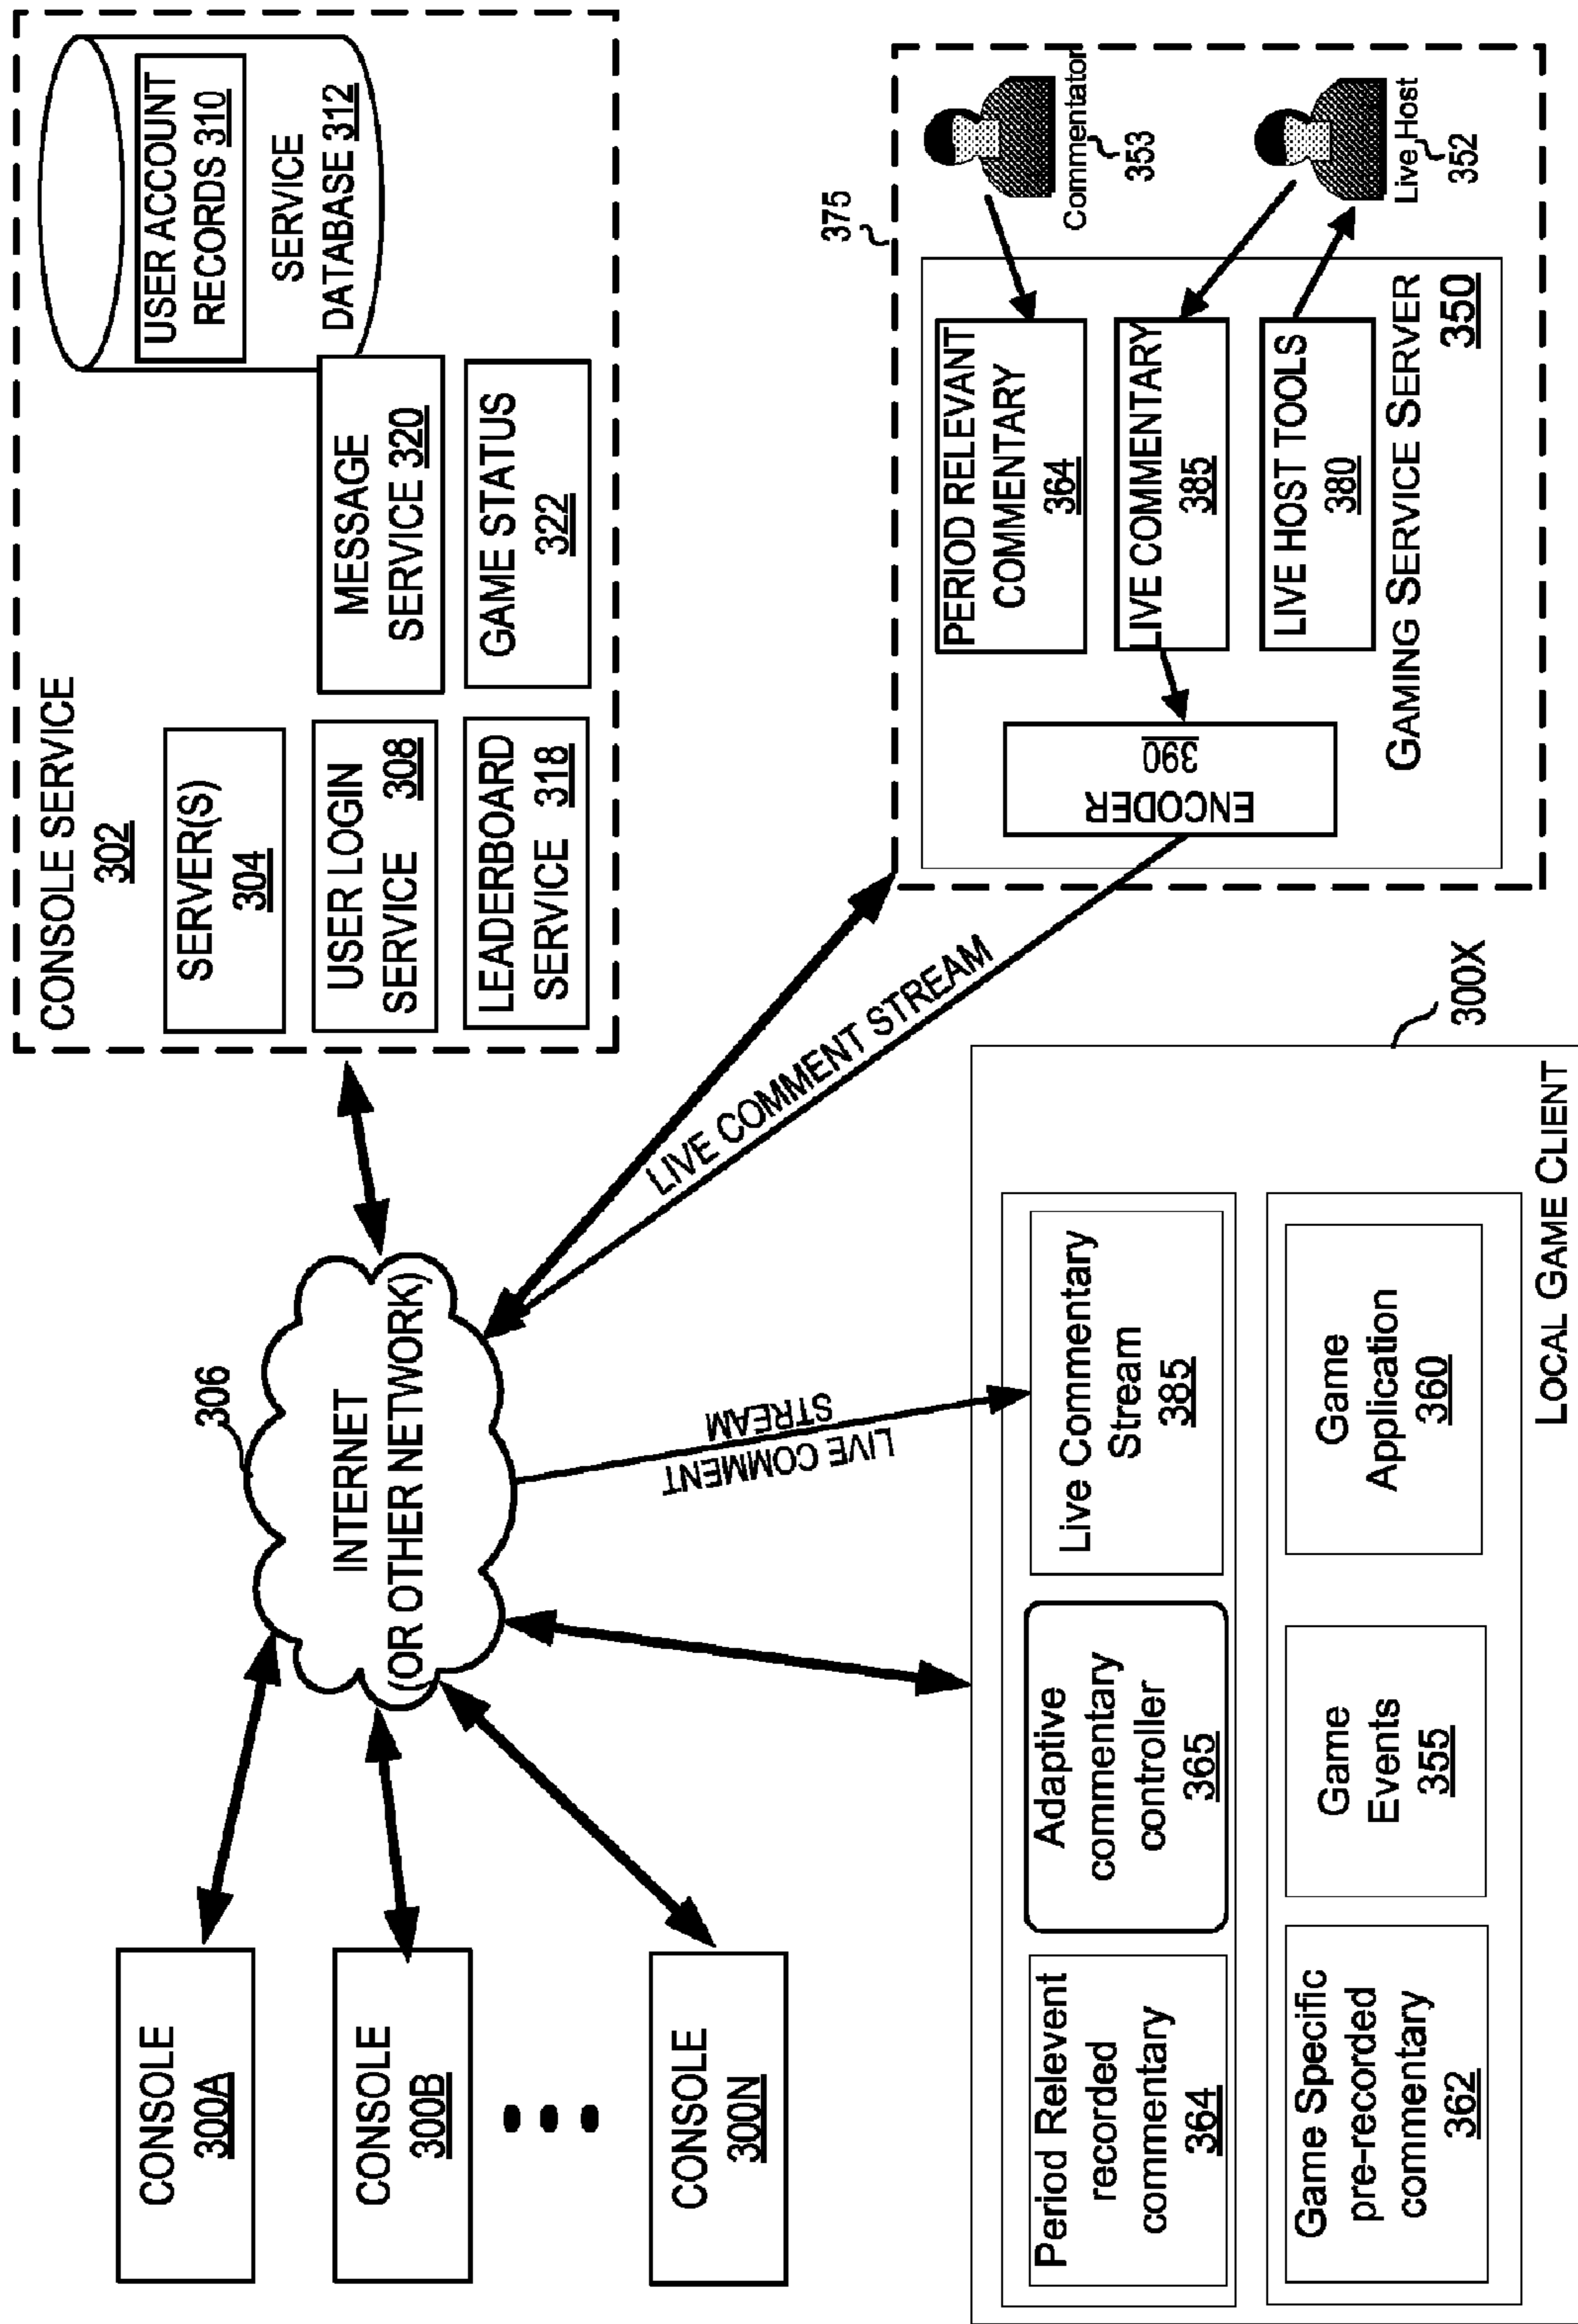 CONSOLE SERVICE
302
SERVER(S)
304
USER LOGIN
SERVICE 308
LEADERBOARD
SERVICE 318
MESSAGE
SERVICE 320
GAME STATUS
322
USER ACCOUNT
RECORDS 310
SERVICE
DATABASE 312
306
INTERNET
(OR OTHER NETWORK)
CONSOLE
300A
CONSOLE
300B
CONSOLE
300N
LIVE COMMENT STREAM
LIVE COMMENT
STREAM
375
PERIOD RELEVANT
COMMENTARY
364
LIVE COMMENTARY
385
LIVE HOST TOOLS
380
ENCODER
390
GAMING SERVICE SERVER
350
Commentator
353
Live Host
352
300X
Period Relevent
recorded
commentary
364
Adaptive
commentary
controller
365
Live Commentary
Stream
385
Game Specific
pre-recorded
commentary
362
Game
Events
355
Game
Application
360
LOCAL GAME CLIENT